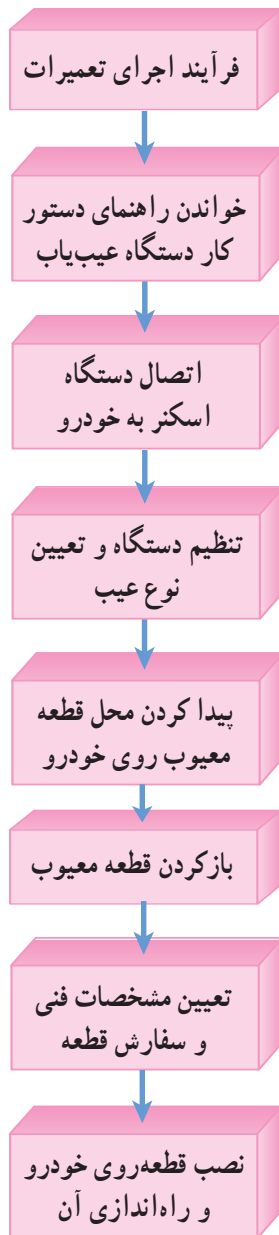 فرآیند اجرای تعمیرات
خواندن راهنمای دستور
کار دستگاه عیب‌یاب
اتصال دستگاه
اسکنر به خودرو
تنظیم دستگاه و تعیین
نوع عیب
پیدا کردن محل قطعه
معیوب روی خودرو
بازکردن قطعه معیوب
تعیین مشخصات فنی
و سفارش قطعه
نصب قطعه‌روی خودرو
و راه‌اندازی آن